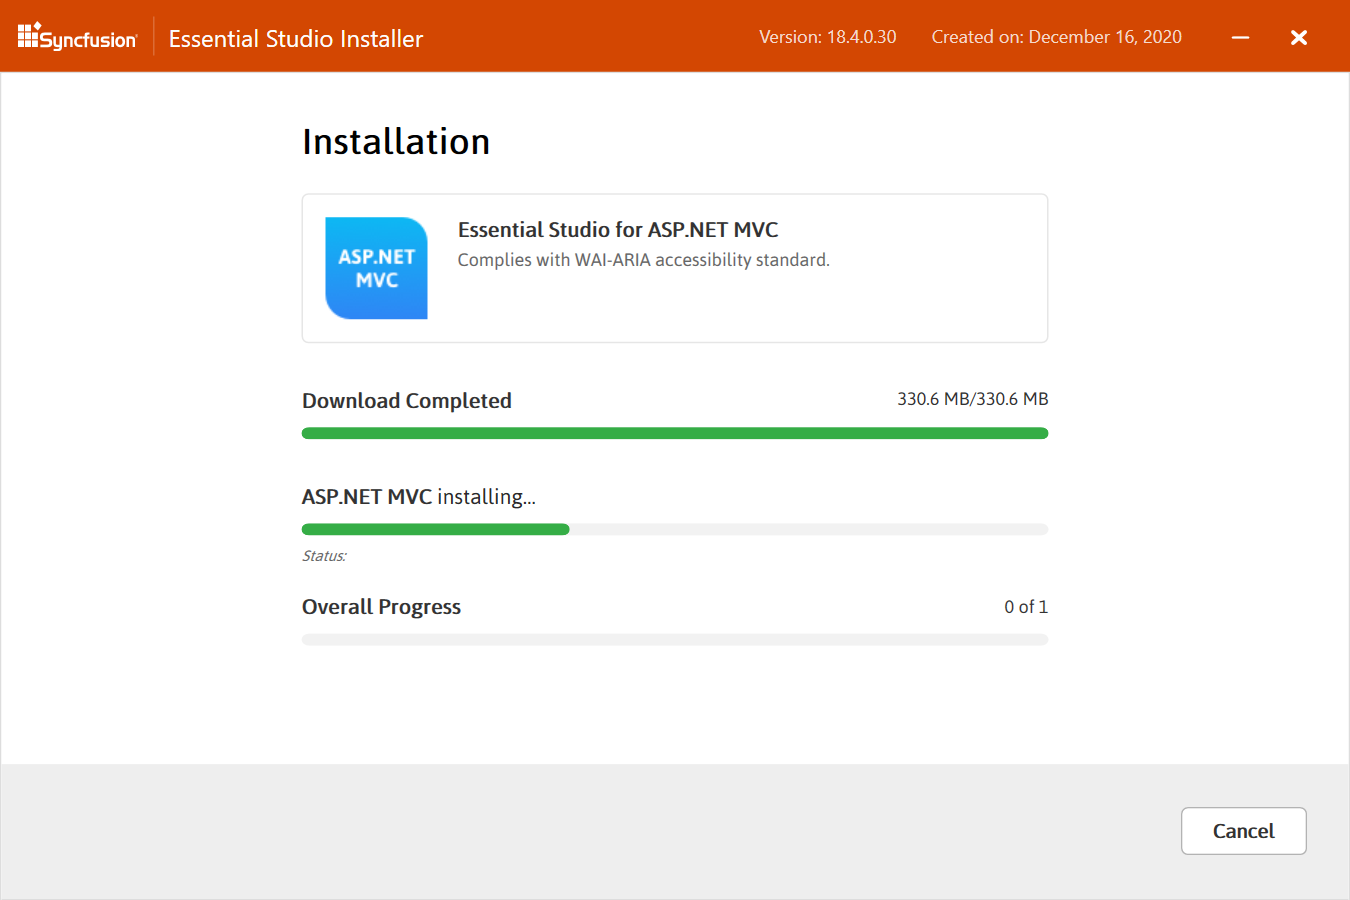 Syncfusion
Essential Studio Installer
Version: 18.4.0.30
Created on: December 16, 2020
Installation
ASP.NET
MVC
Essential Studio for ASP.NET MVC
Complies with WAI-ARIA accessibility standard.
Download Completed
330.6 MB/330.6 MB
ASP.NET MVC installing...
Status:
Overall Progress
0 of 1
Cancel